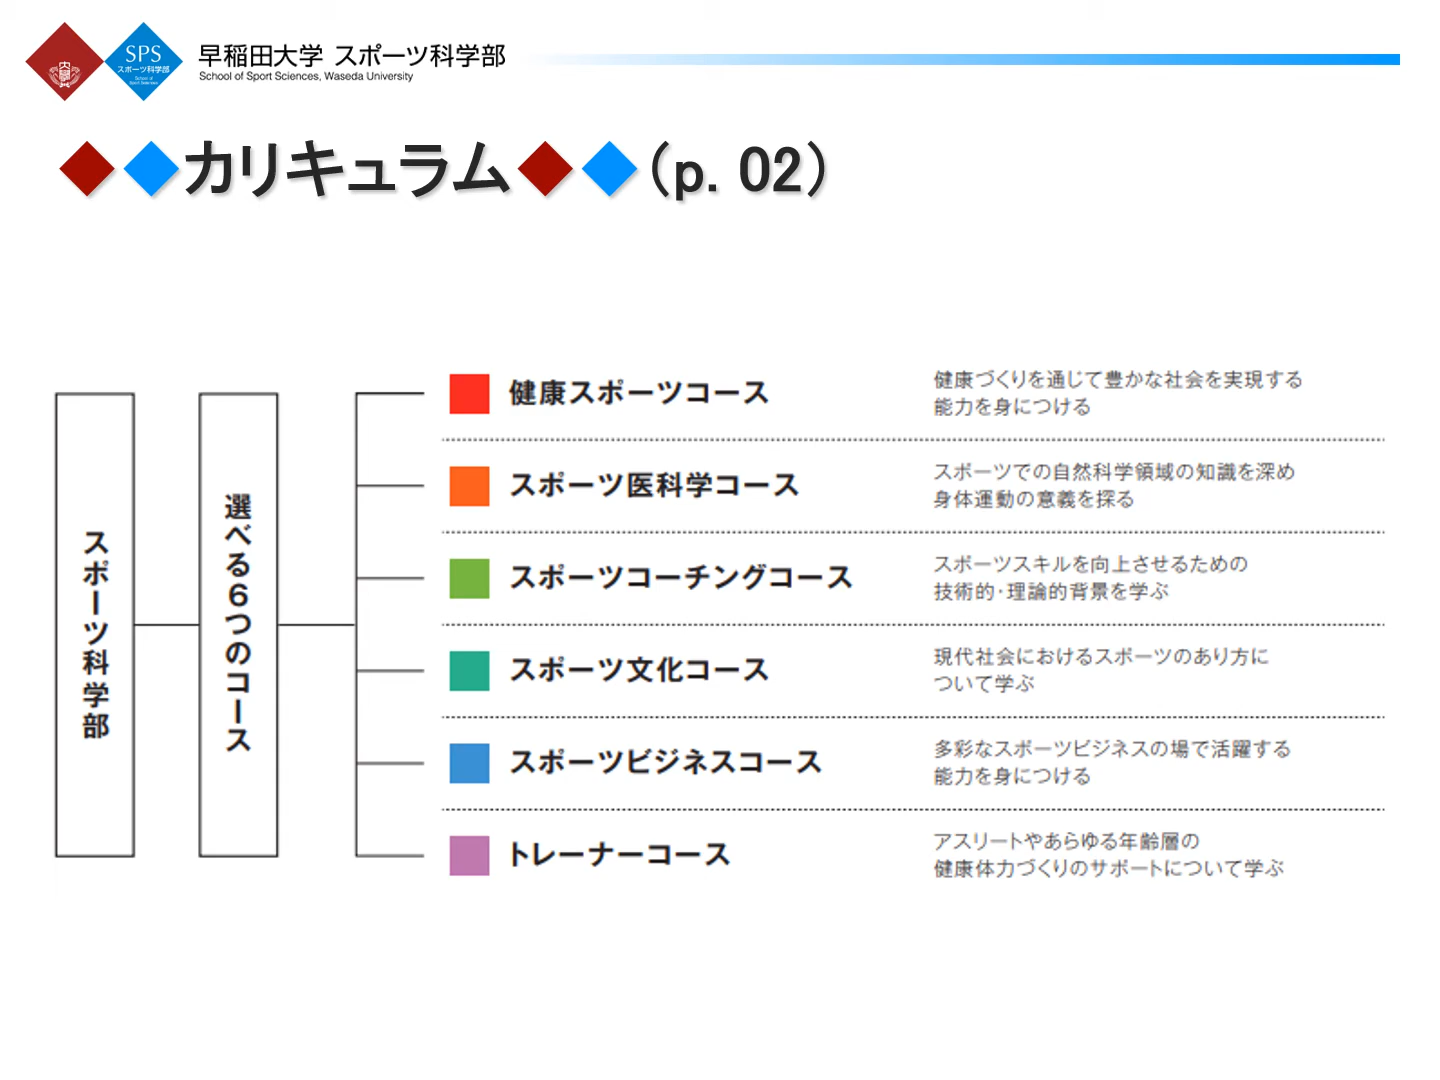 SPS
スポーツ科学部
School of
Sport Sciences
早稲田大学 スポーツ科学部
School of Sport Sciences, Waseda University
◆◆カリキュラム◆◆(p. 02)
スポーツ科学部
選べる6つのコース
健康スポーツコース
健康づくりを通じて豊かな社会を実現する
能力を身につける
スポーツ医科学コース
スポーツでの自然科学領域の知識を深め
身体運動の意義を探る
スポーツコーチングコース
スポーツスキルを向上させるための
技術的・理論的背景を学ぶ
スポーツ文化コース
現代社会におけるスポーツのあり方に
ついて学ぶ
スポーツビジネスコース
多彩なスポーツビジネスの場で活躍する
能力を身につける
トレーナーコース
アスリートやあらゆる年齢層の
健康体力づくりのサポートについて学ぶ